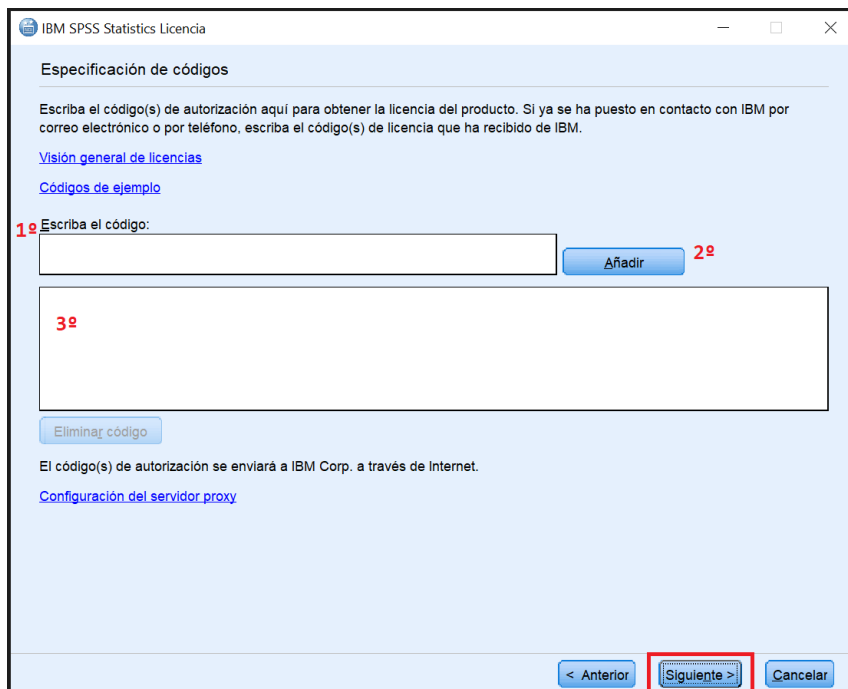 IBM SPSS Statistics Licencia
Especificación de códigos
Escriba el código(s) de autorización aquí para obtener la licencia del producto. Si ya se ha puesto en contacto con IBM por
correo electrónico o por teléfono, escriba el código(s) de licencia que ha recibido de IBM.
Visión general de licencias
Códigos de ejemplo
1º Escriba el código:
Añadir 2º
3º
Eliminar código
El código(s) de autorización se enviará a IBM Corp. a través de Internet.
Configuración del servidor proxy
< Anterior Siguiente > Cancelar